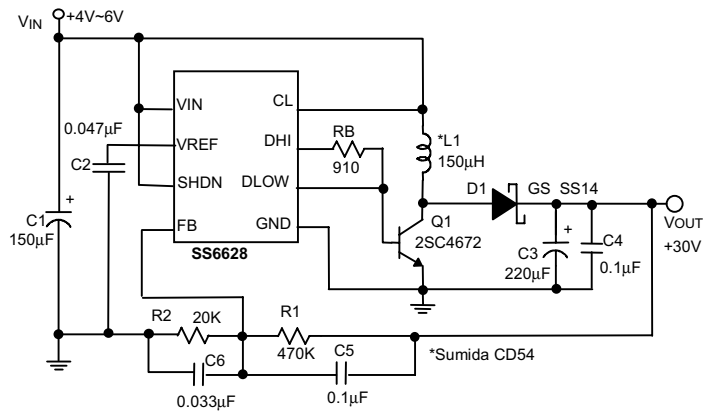 VIN +4V~6V
VIN
VREF
SHDN
FB
CL
DHI
DLOW
GND
SS6628
0.047µF
C2
C1
+
150µF
RB
910
*L1
150µH
D1 GS SS14
Q1
2SC4672
+
C3
220µF
C4
0.1µF
VOUT
+30V
R2 20K
R1
470K
C6
0.033µF
C5
0.1µF
*Sumida CD54